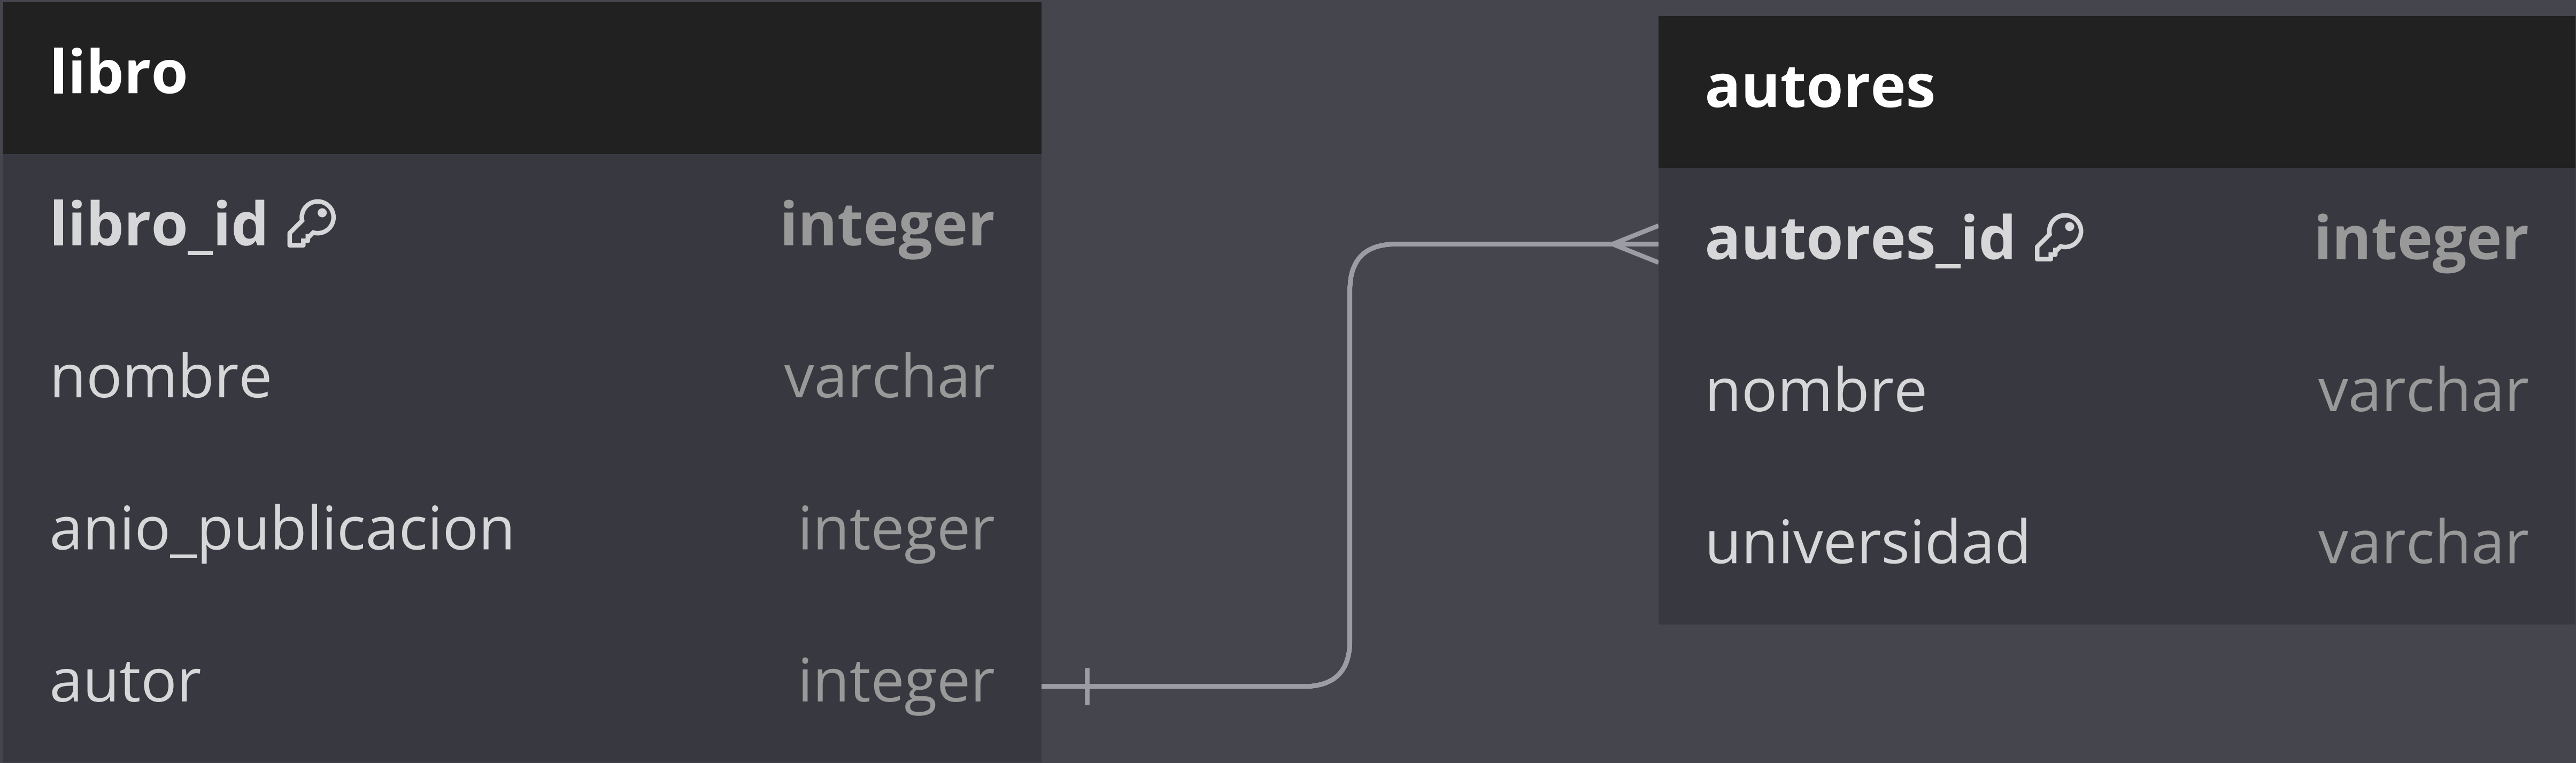 libro
libro_id integer
nombre varchar
anio_publicacion integer
autor integer
autores
autores_id integer
nombre varchar
universidad varchar